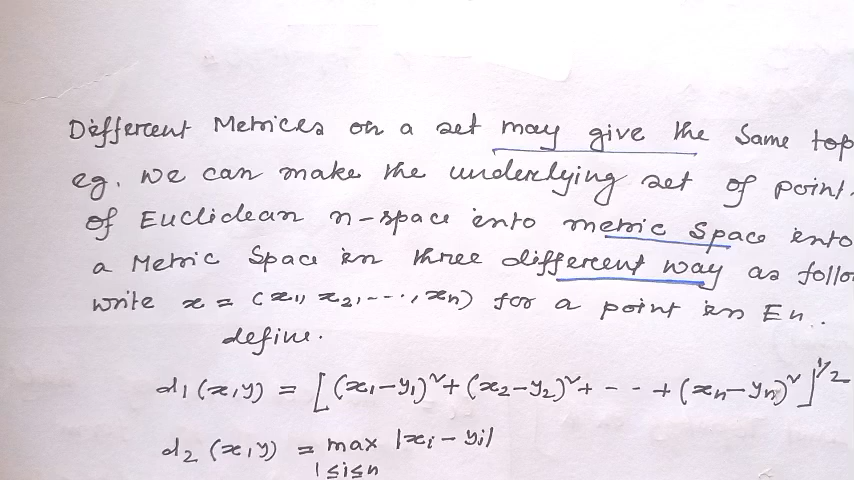 Different Metrices on a set may give the Same top
eg. we can make the underlying set of point.
of Euclidean n-space into metric Space into
a Metric Space in three different way as follo
write x = (x₁, x₂, ---, xn) for a point in En.
define.
d₁(x,y) = [(x₁-y₁)²+(x₂-y₂)²+ - - +(xn-yn)²]^1/2
d₂(x,y) = max |xi - yi|
1≤i≤n